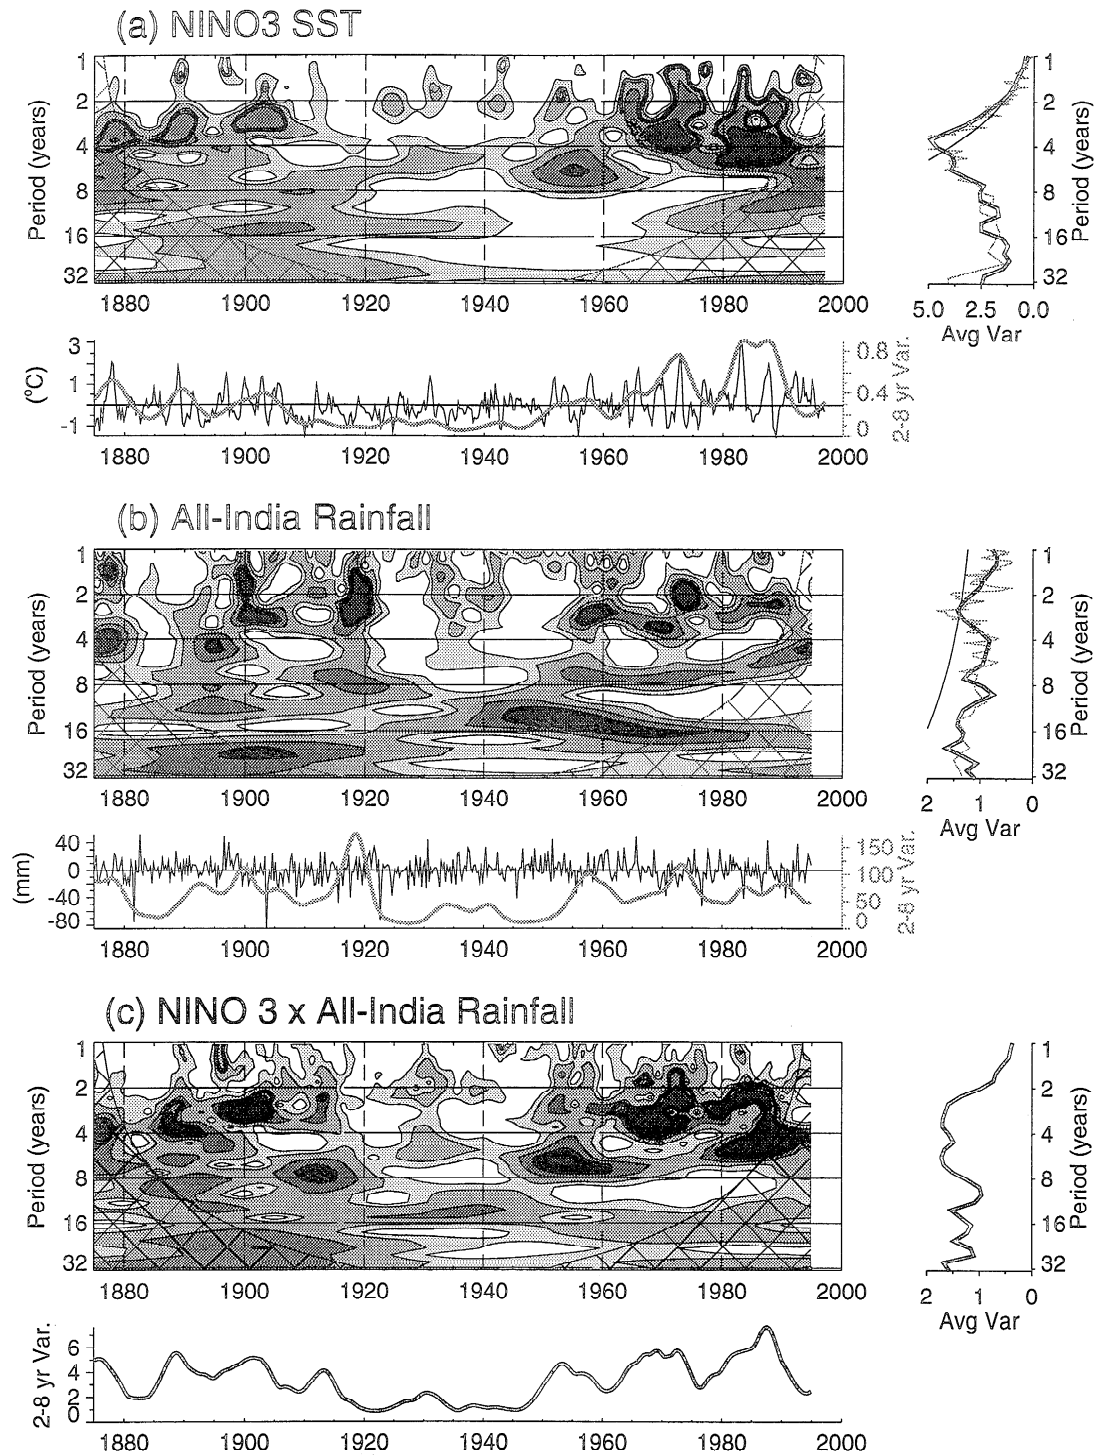 (a) NINO3 SST
Period (years)
1
2
4
8
16
32
1880 1900 1920 1940 1960 1980 2000
1
2
4
8
16
32
Period (years)
5.0 2.5 0.0
Avg Var
(ºC)
3
1
-1
0.8
0.4
0
2-8 yr Var.
1880 1900 1920 1940 1960 1980 2000
(b) All-India Rainfall
Period (years)
1
2
4
8
16
32
1880 1900 1920 1940 1960 1980 2000
1
2
4
8
16
32
Period (years)
2 1 0
Avg Var
(mm)
40
0
-40
-80
150
100
50
0
2-8 yr Var.
1880 1900 1920 1940 1960 1980 2000
(c) NINO 3 x All-India Rainfall
Period (years)
1
2
4
8
16
32
1880 1900 1920 1940 1960 1980 2000
1
2
4
8
16
32
Period (years)
2 1 0
Avg Var
2-8 yr Var.
6
4
2
0
1880 1900 1920 1940 1960 1980 2000